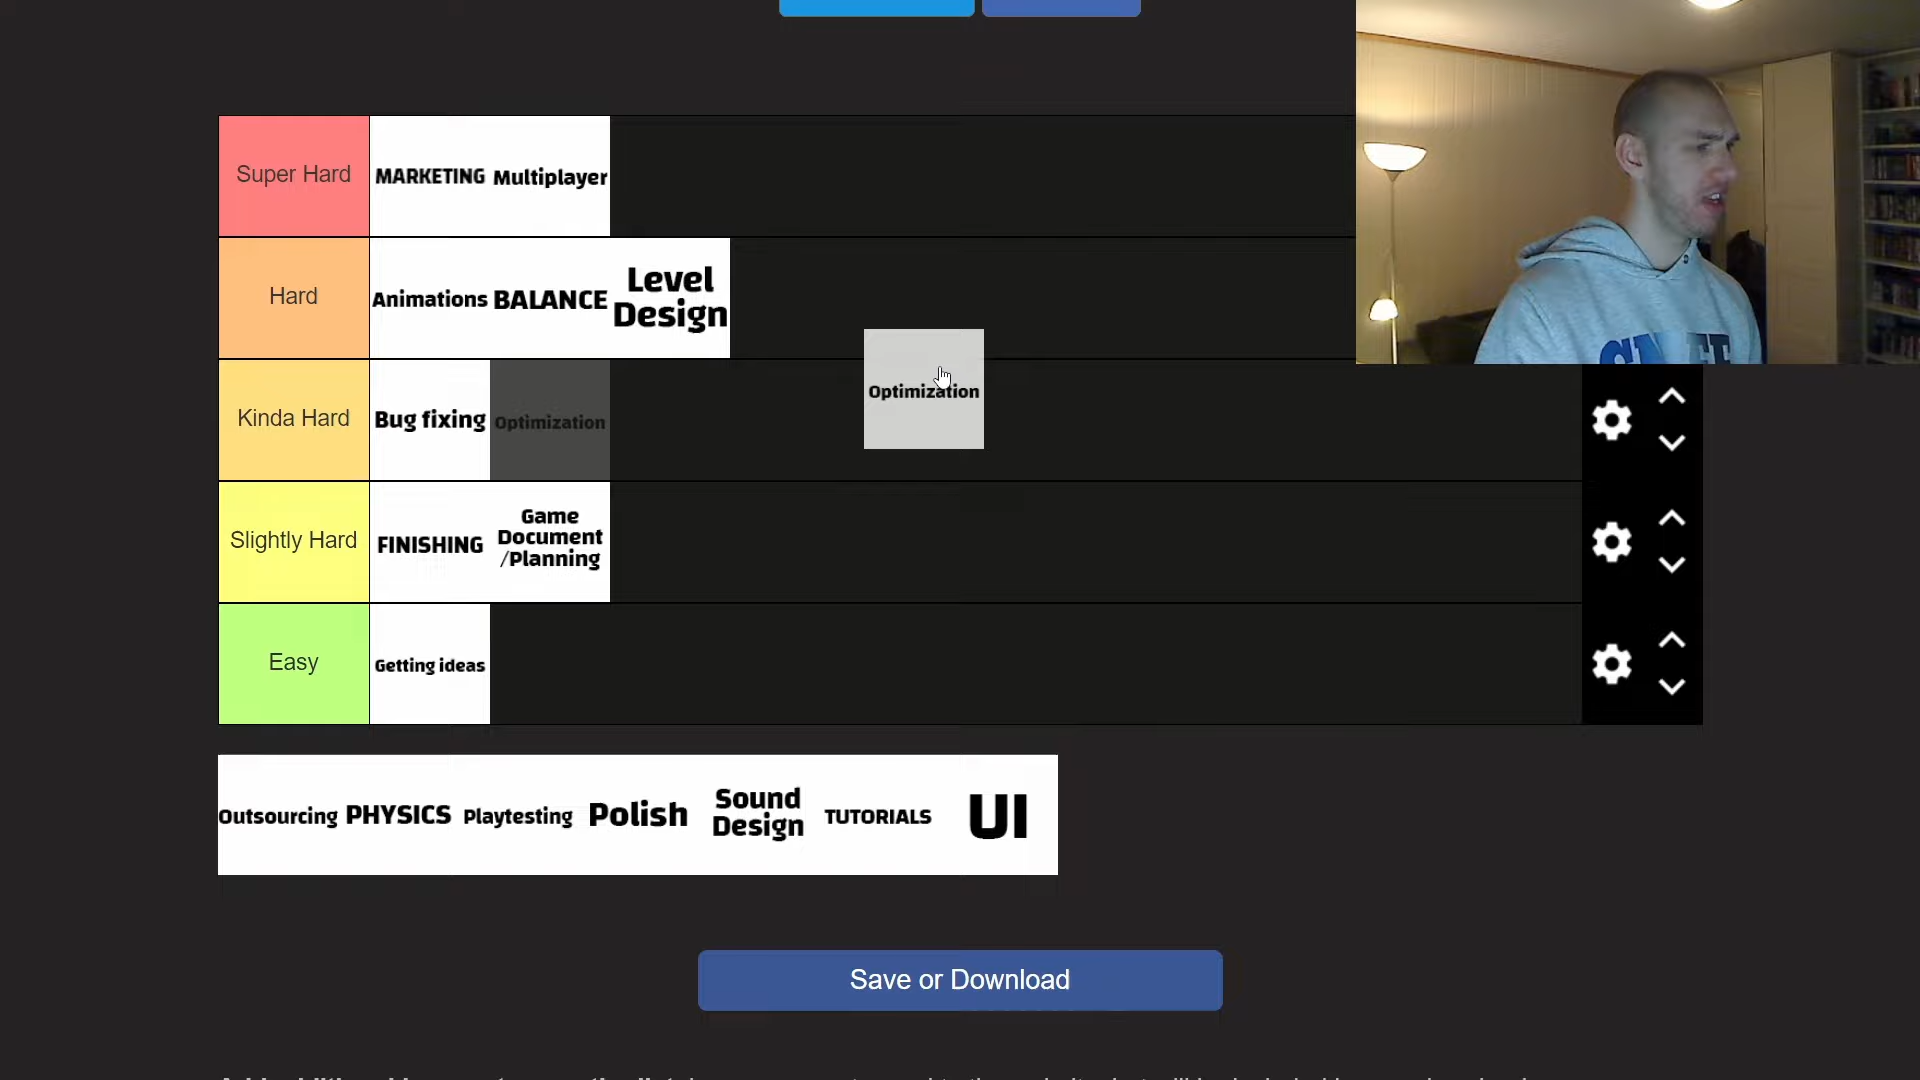 Super Hard
MARKETING Multiplayer
Hard
Animations BALANCE Level Design
Optimization
Kinda Hard
Bug fixing Optimization
Slightly Hard
FINISHING Game Document /Planning
Easy
Getting ideas
Outsourcing PHYSICS Playtesting Polish Sound Design TUTORIALS UI
Save or Download